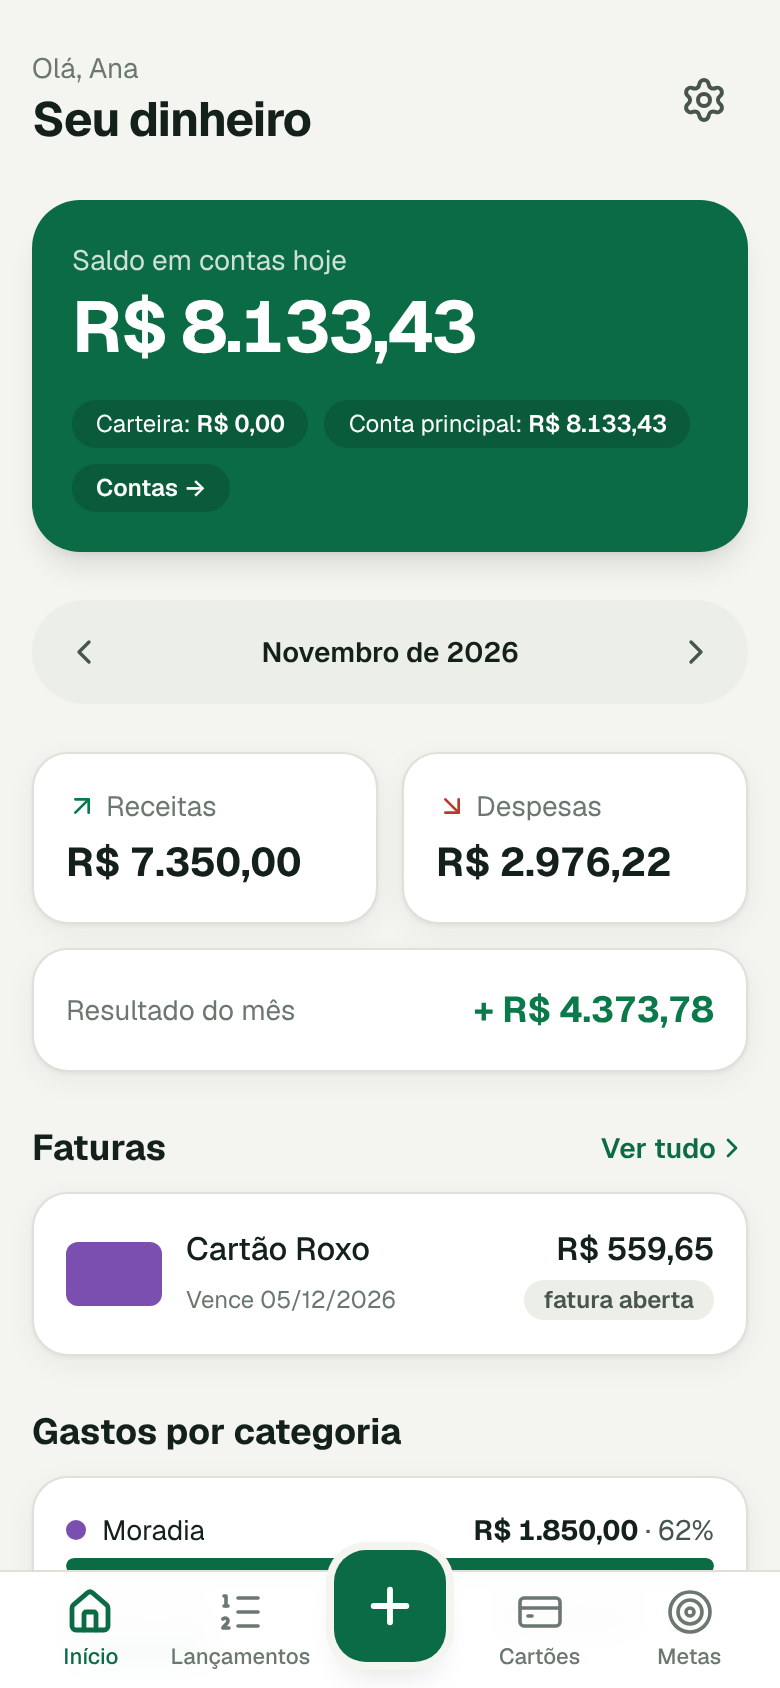 Olá, Ana
Seu dinheiro
Saldo em contas hoje
R$ 8.133,43
Carteira: R$ 0,00
Conta principal: R$ 8.133,43
Contas →
Novembro de 2026
Receitas
R$ 7.350,00
Despesas
R$ 2.976,22
Resultado do mês
+ R$ 4.373,78
Faturas
Ver tudo
Cartão Roxo
R$ 559,65
Vence 05/12/2026
fatura aberta
Gastos por categoria
Moradia
R$ 1.850,00 · 62%
Início
Lançamentos
Cartões
Metas